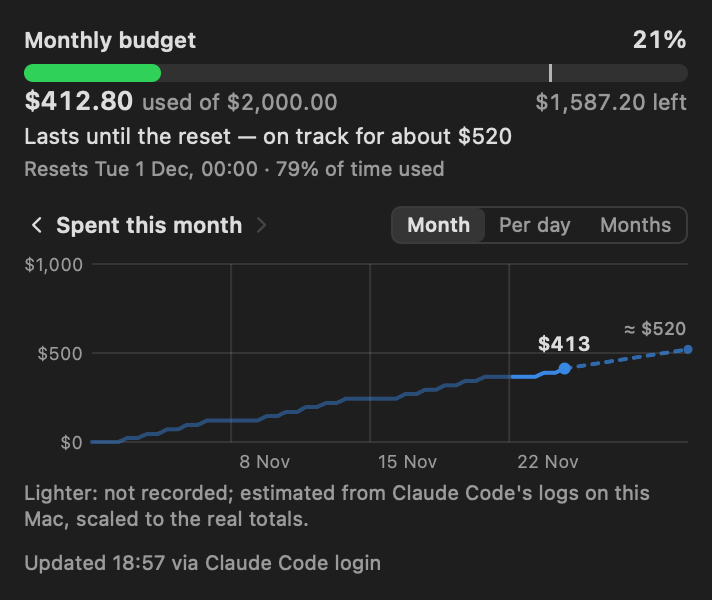 Monthly budget 21%
$412.80 used of $2,000.00 $1,587.20 left
Lasts until the reset — on track for about $520
Resets Tue 1 Dec, 00:00 · 79% of time used
Spent this month Month Per day Months
$1,000
≈ $520
$413
$500
$0
8 Nov 15 Nov 22 Nov
Lighter: not recorded; estimated from Claude Code's logs on this
Mac, scaled to the real totals.
Updated 18:57 via Claude Code login